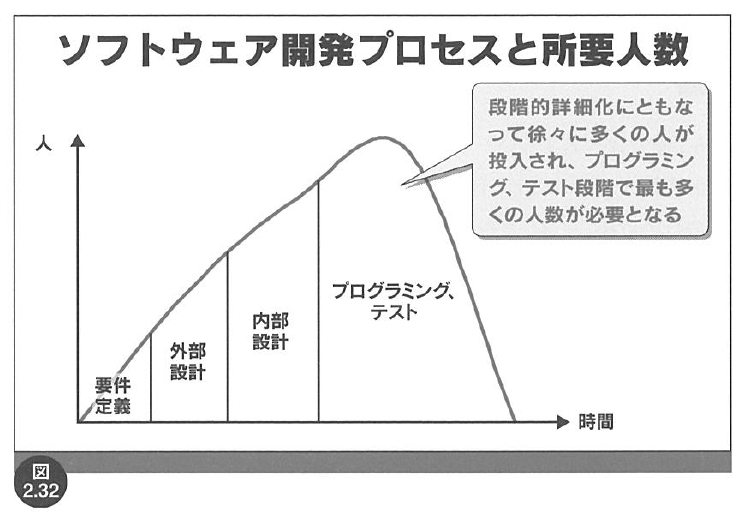 ソフトウェア開発プロセスと所要人数
段階的詳細化にともな
って徐々に多くの人が
投入され、プログラミン
グ、テスト段階で最も多
くの人数が必要となる
人
プログラミング、
テスト
内部
設計
外部
設計
要件
定義
時間
図
2.32